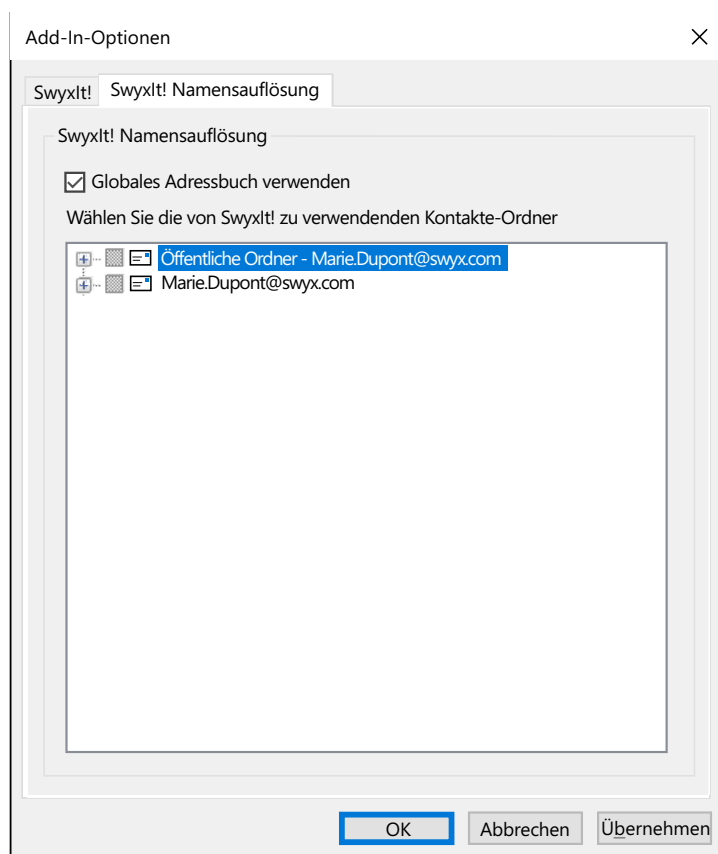 Add-In-Optionen
SwyxIt! SwyxIt! Namensauflösung
SwyxIt! Namensauflösung
Globales Adressbuch verwenden
Wählen Sie die von SwyxIt! zu verwendenden Kontakte-Ordner
Öffentliche Ordner - Marie.Dupont@swyx.com
Marie.Dupont@swyx.com
OK Abbrechen Übernehmen